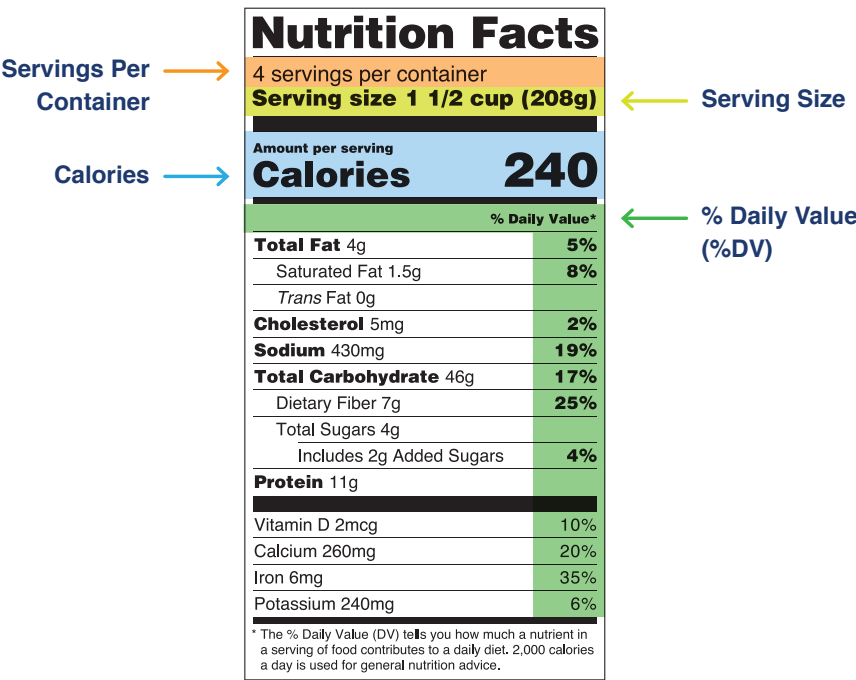 Nutrition Facts
Servings Per
Container
4 servings per container
Serving size 1 1/2 cup (208g)
Serving Size
Amount per serving
Calories
Calories 240
% Daily Value*
% Daily Value
(%DV)
Total Fat 4g 5%
Saturated Fat 1.5g 8%
Trans Fat 0g
Cholesterol 5mg 2%
Sodium 430mg 19%
Total Carbohydrate 46g 17%
Dietary Fiber 7g 25%
Total Sugars 4g
Includes 2g Added Sugars 4%
Protein 11g
Vitamin D 2mcg 10%
Calcium 260mg 20%
Iron 6mg 35%
Potassium 240mg 6%
* The % Daily Value (DV) tells you how much a nutrient in
a serving of food contributes to a daily diet. 2,000 calories
a day is used for general nutrition advice.